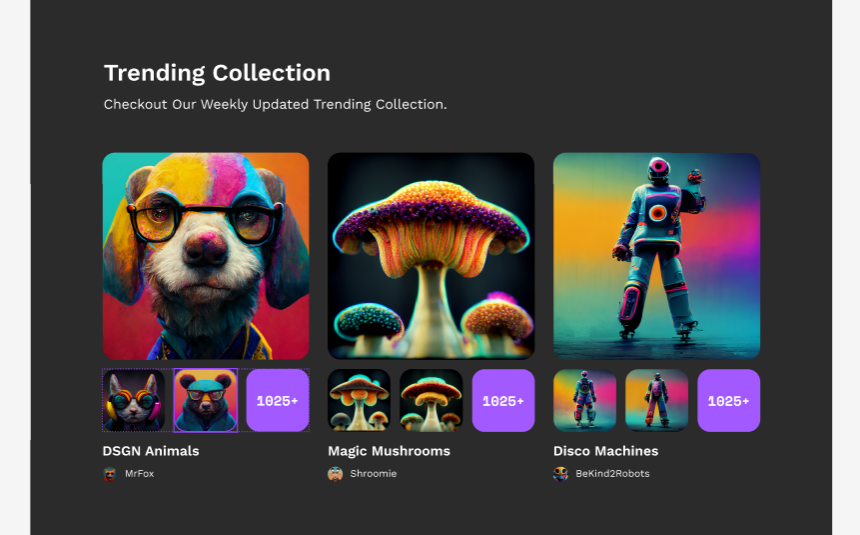 Trending Collection
Checkout Our Weekly Updated Trending Collection.
1025+
1025+
1025+
DSGN Animals
Magic Mushrooms
Disco Machines
MrFox
Shroomie
BeKind2Robots